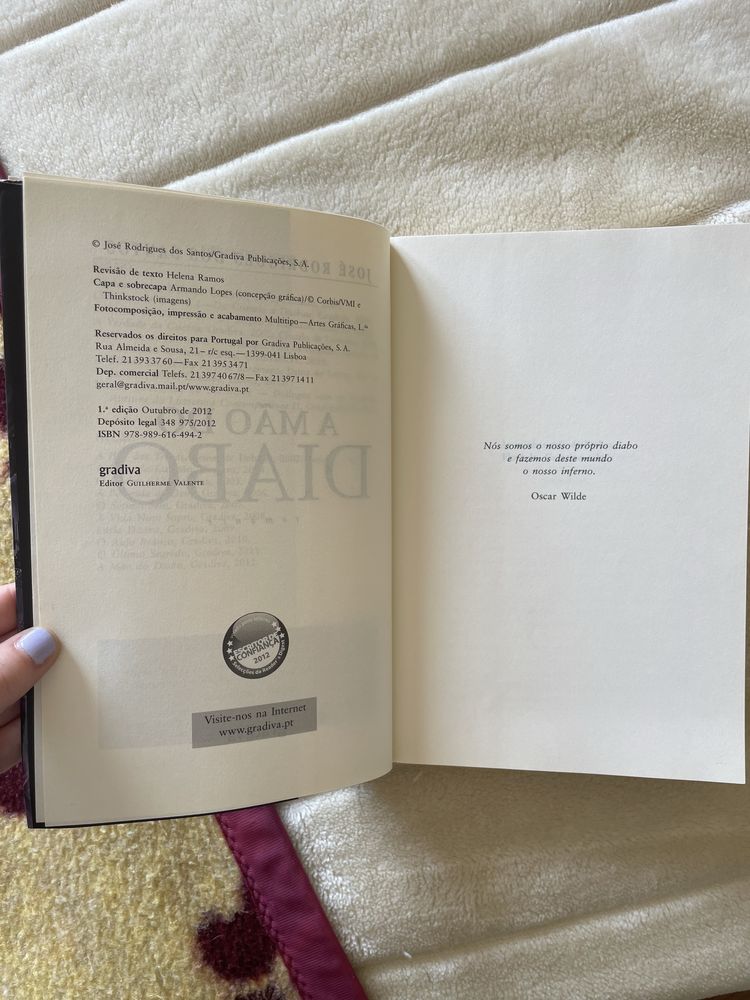 © José Rodrigues dos Santos/Gradiva Publicações, S. A.
Revisão de texto Helena Ramos
Capa e sobrecapa Armando Lopes (concepção gráfica)/© Corbis/VMI e
Thinkstock (imagens)
Fotocomposição, impressão e acabamento Multitipo—Artes Gráficas, L.da
Reservados os direitos para Portugal por Gradiva Publicações, S. A.
Rua Almeida e Sousa, 21– r/c esq.—1399-041 Lisboa
Telef. 21 393 37 60—Fax 21 395 34 71
Dep. comercial Telefs. 21 397 40 67/8—Fax 21 397 14 11
geral@gradiva.mail.pt/www.gradiva.pt
1.ª edição Outubro de 2012
Depósito legal 348 975/2012
ISBN 978-989-616-494-2
gradiva
Editor GUILHERME VALENTE
ESCRITOR DE
CONFIANÇA
2012
Selecções do Reader's Digest
Visite-nos na Internet
www.gradiva.pt
Nós somos o nosso próprio diabo
e fazemos deste mundo
o nosso inferno.
Oscar Wilde